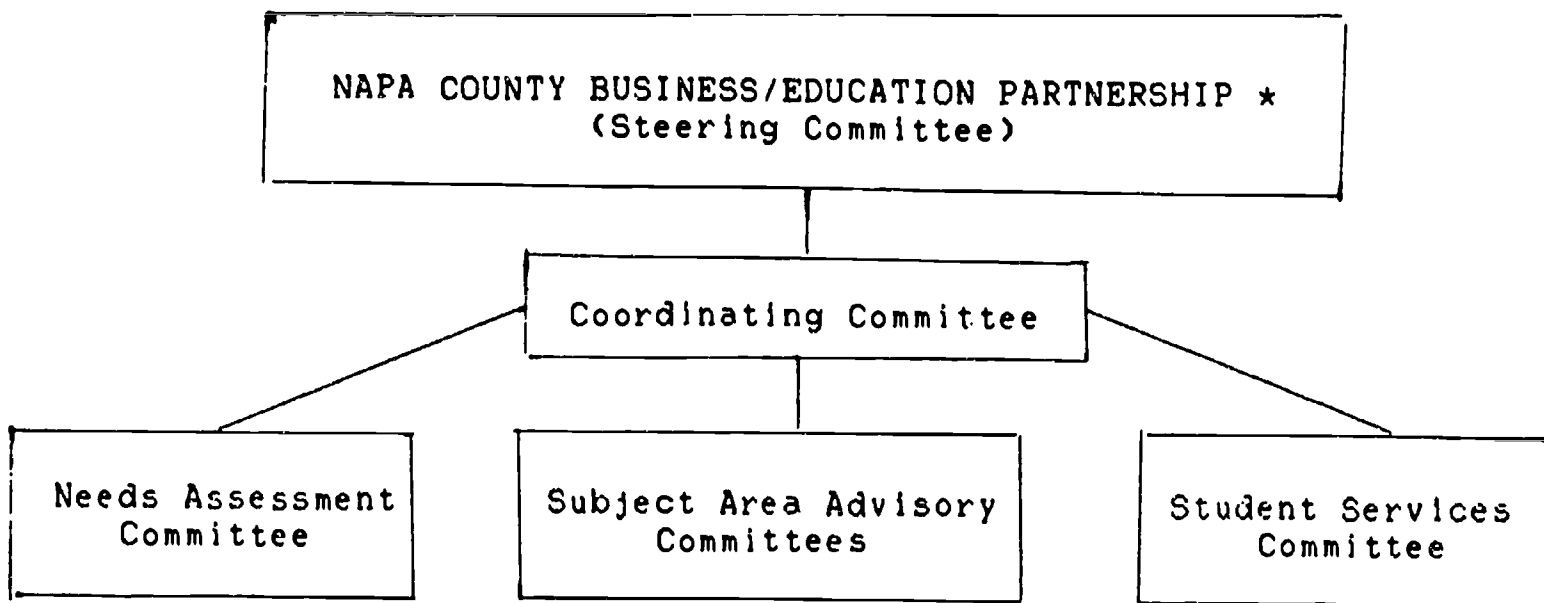 NAPA COUNTY BUSINESS/EDUCATION PARTNERSHIP *
(Steering Committee)
Coordinating Committee
Needs Assessment
Committee
Subject Area Advisory
Committees
Student Services
Committee